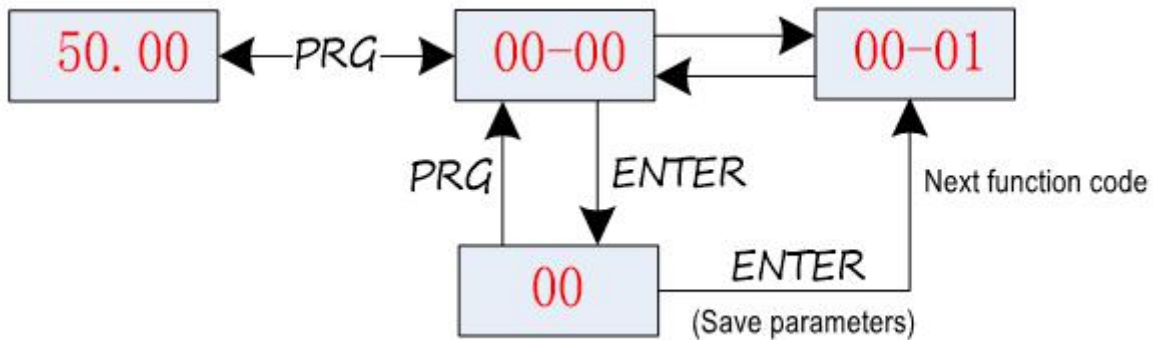 50.00
PRG
00-00
00-01
PRG
ENTER
Next function code
00
ENTER
(Save parameters)